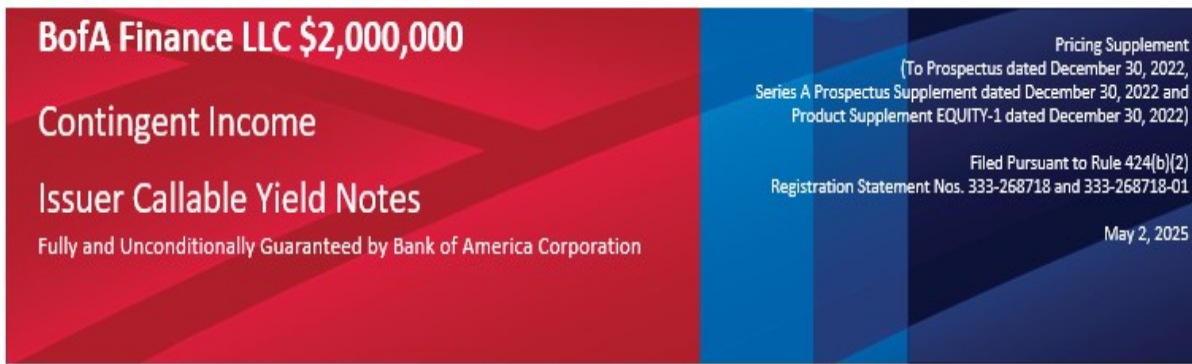 BofA Finance LLC $2,000,000
Contingent Income
Issuer Callable Yield Notes
Fully and Unconditionally Guaranteed by Bank of America Corporation
Pricing Supplement
(To Prospectus dated December 30, 2022,
Series A Prospectus Supplement dated December 30, 2022 and
Product Supplement EQUITY-1 dated December 30, 2022)
Filed Pursuant to Rule 424(b)(2)
Registration Statement Nos. 333-268718 and 333-268718-01
May 2, 2025